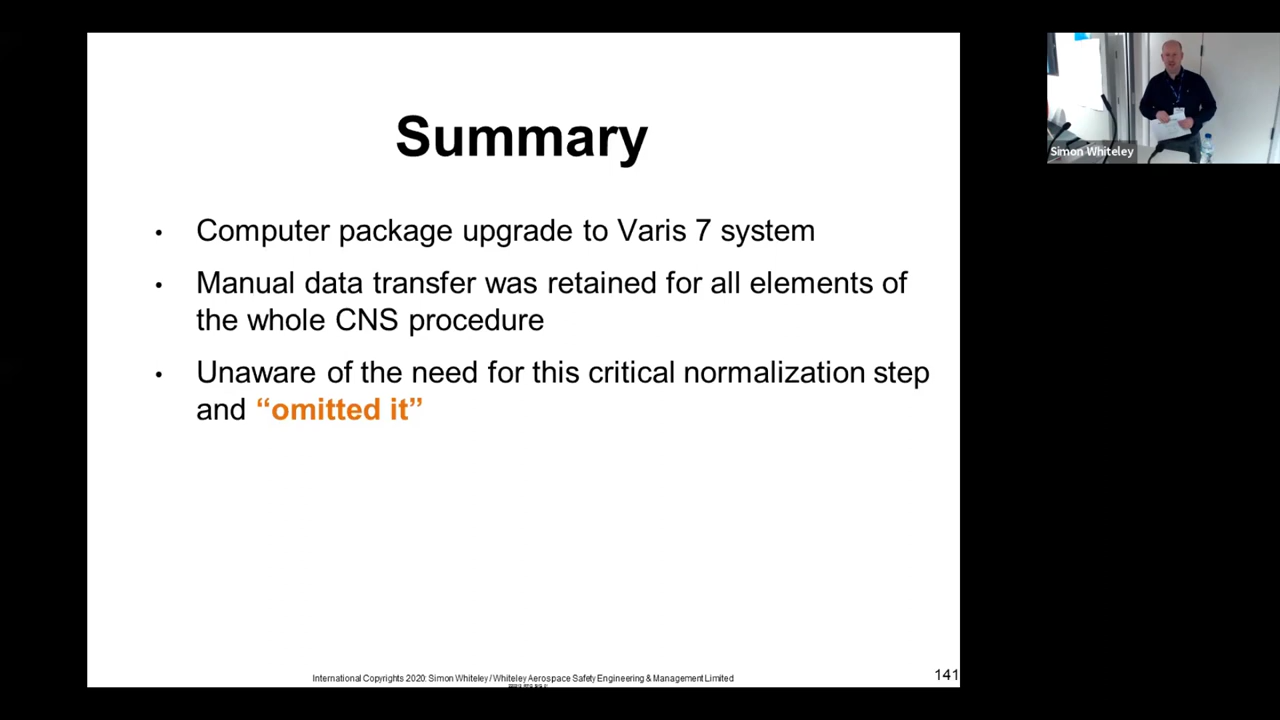 Summary
• Computer package upgrade to Varis 7 system
• Manual data transfer was retained for all elements of
the whole CNS procedure
• Unaware of the need for this critical normalization step
and “omitted it”
International Copyrights 2020: Simon Whiteley / Whiteley Aerospace Safety Engineering & Management Limited
141
Simon Whiteley